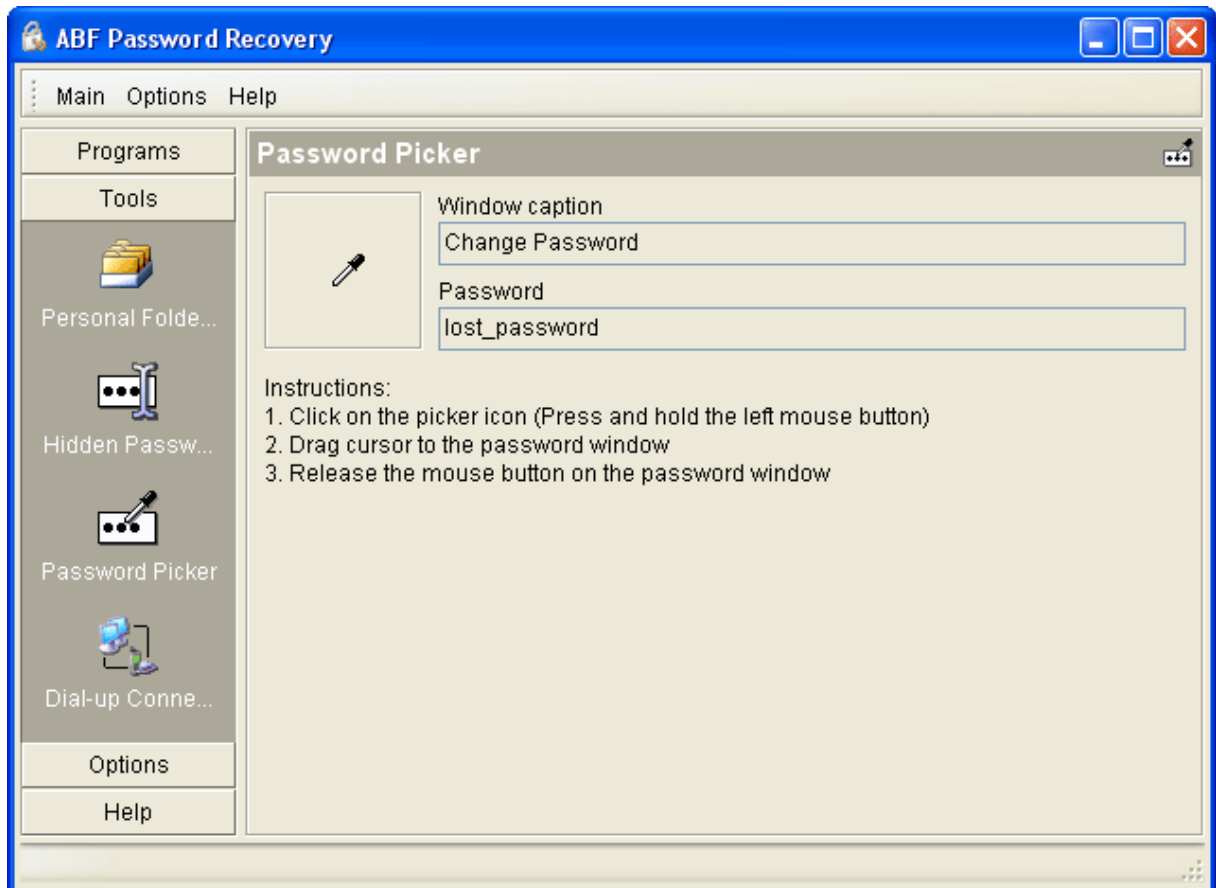 ABF Password Recovery
Main Options Help
Programs
Tools
Personal Folde...
Hidden Passw...
Password Picker
Dial-up Conne...
Options
Help
Password Picker
Window caption
Change Password
Password
lost_password
Instructions:
1. Click on the picker icon (Press and hold the left mouse button)
2. Drag cursor to the password window
3. Release the mouse button on the password window